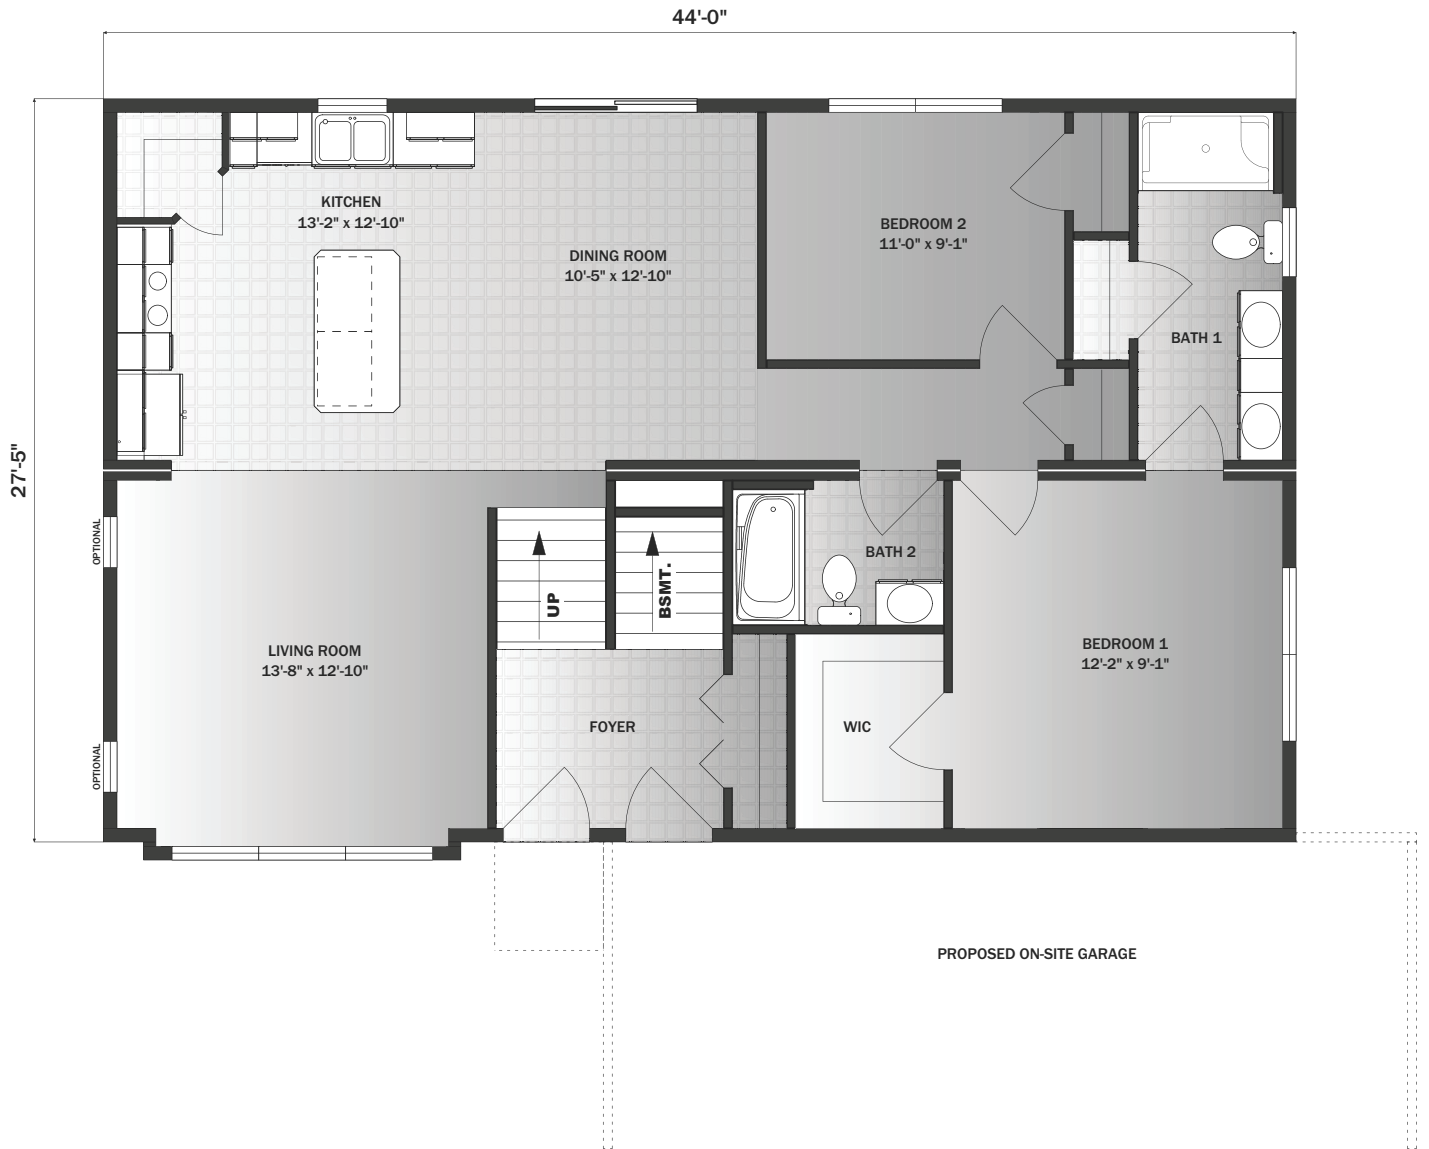 44'-0"
27'-5"
KITCHEN
13'-2" x 12'-10"
DINING ROOM
10'-5" x 12'-10"
BEDROOM 2
11'-0" x 9'-1"
BATH 1
OPTIONAL
BATH 2
UP
BSMT.
LIVING ROOM
13'-8" x 12'-10"
BEDROOM 1
12'-2" x 9'-1"
FOYER
WIC
OPTIONAL
PROPOSED ON-SITE GARAGE